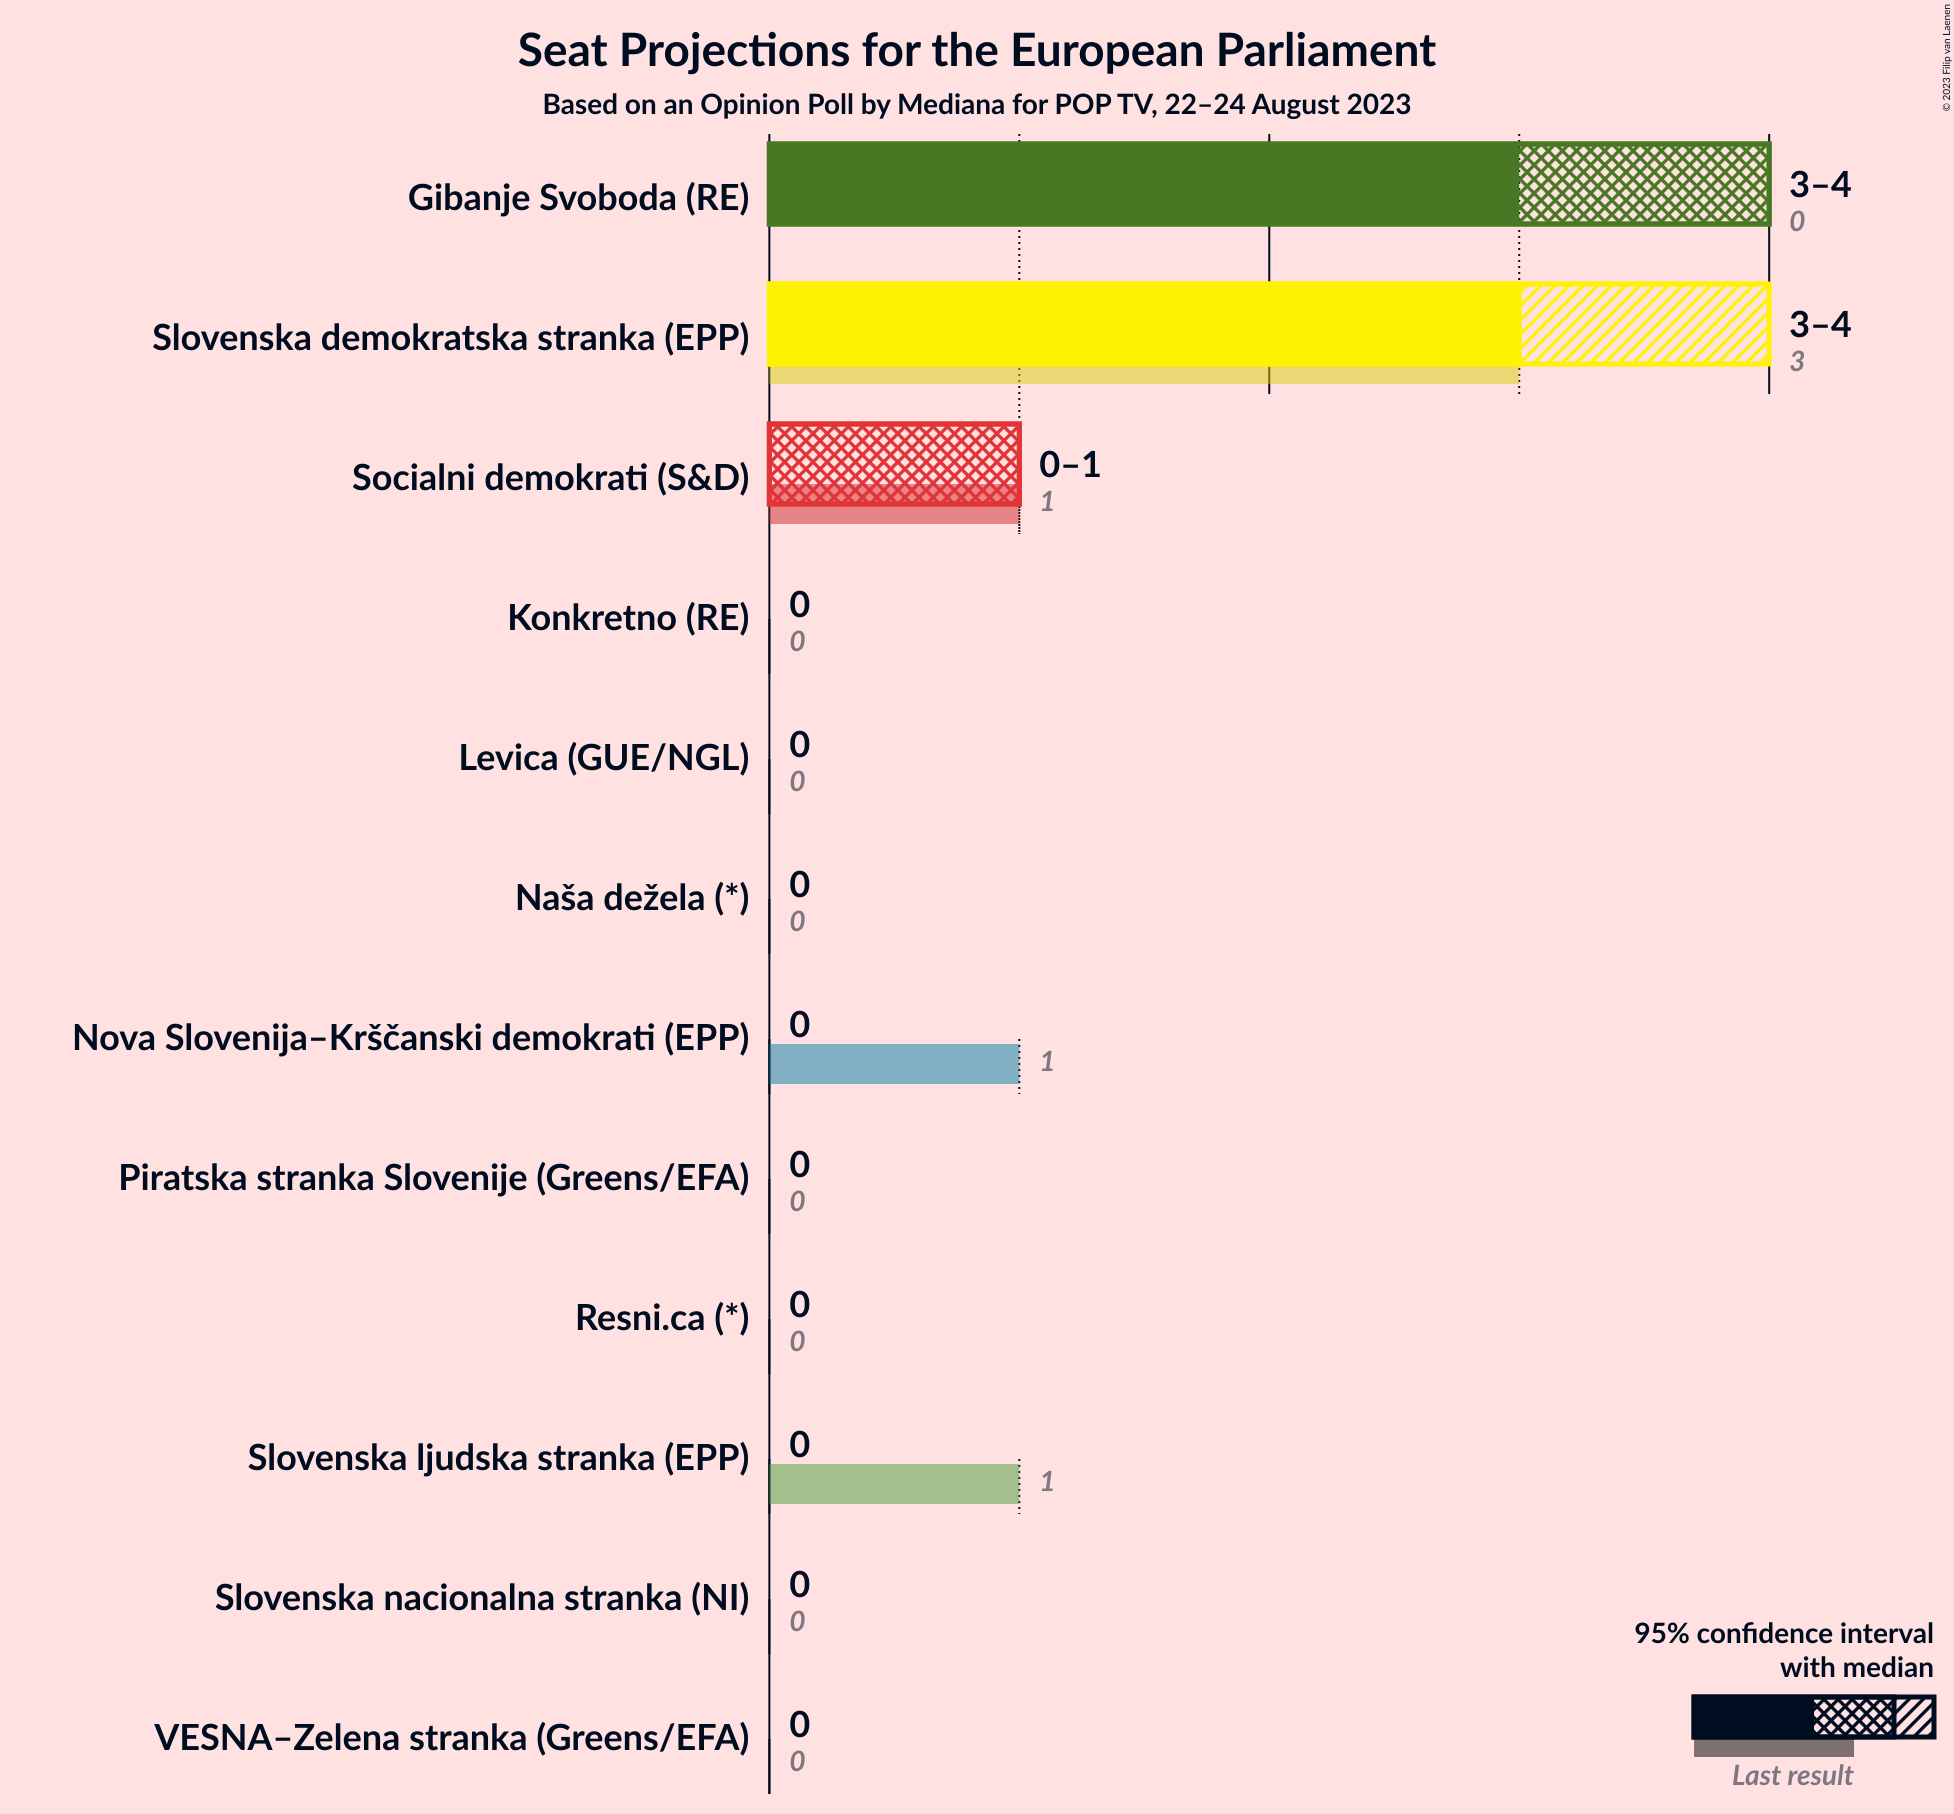 Seat Projections for the European Parliament
Based on an Opinion Poll by Mediana for POP TV, 22–24 August 2023
© 2023 Filip van Laenen
Gibanje Svoboda (RE)
3–4
0
Slovenska demokratska stranka (EPP)
3–4
3
Socialni demokrati (S&D)
0–1
1
Konkretno (RE)
0
0
Levica (GUE/NGL)
0
0
Naša dežela (*)
0
0
Nova Slovenija–Krščanski demokrati (EPP)
0
1
Piratska stranka Slovenije (Greens/EFA)
0
0
Resni.ca (*)
0
0
Slovenska ljudska stranka (EPP)
0
1
Slovenska nacionalna stranka (NI)
0
0
VESNA–Zelena stranka (Greens/EFA)
0
0
95% confidence interval
with median
Last result